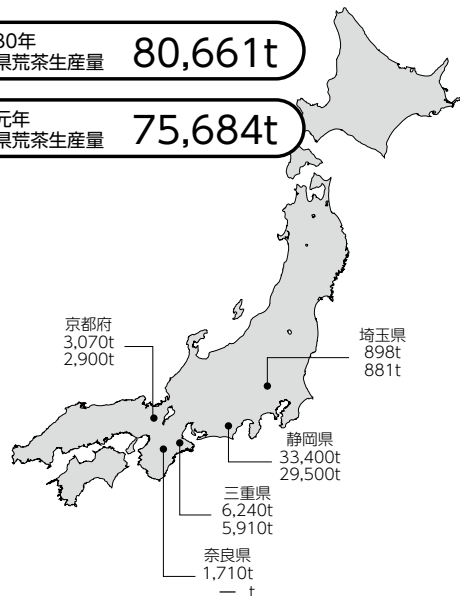 30年
県荒茶生産量 80,661t
元年
県荒茶生産量 75,684t
京都府
3,070t
2,900t
埼玉県
898t
881t
静岡県
33,400t
29,500t
三重県
6,240t
5,910t
奈良県
1,710t
ー t